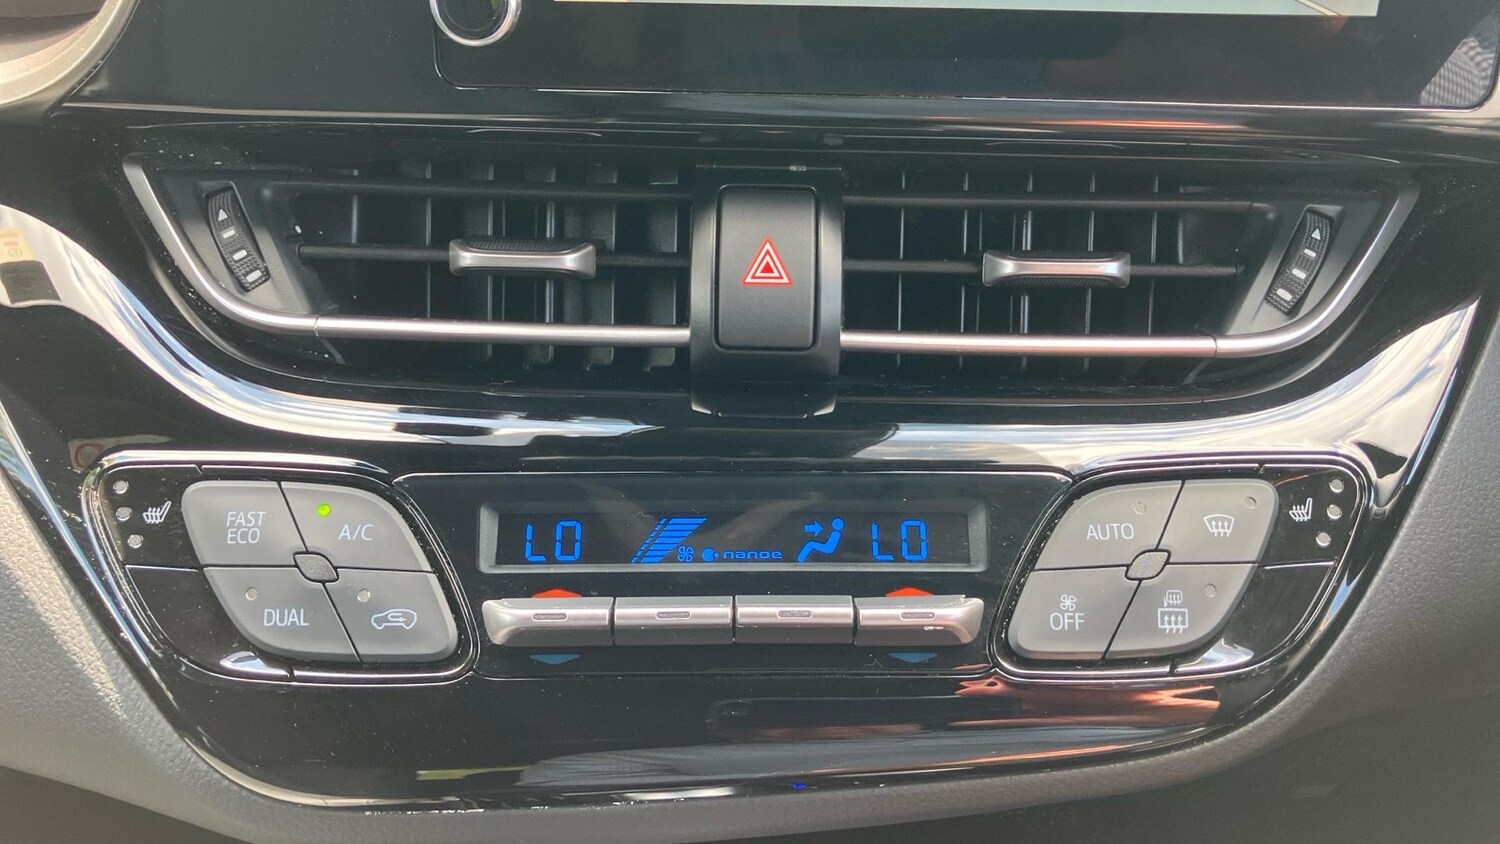 FAST
ECO
A/C
DUAL
LO
nanoe
LO
AUTO
OFF